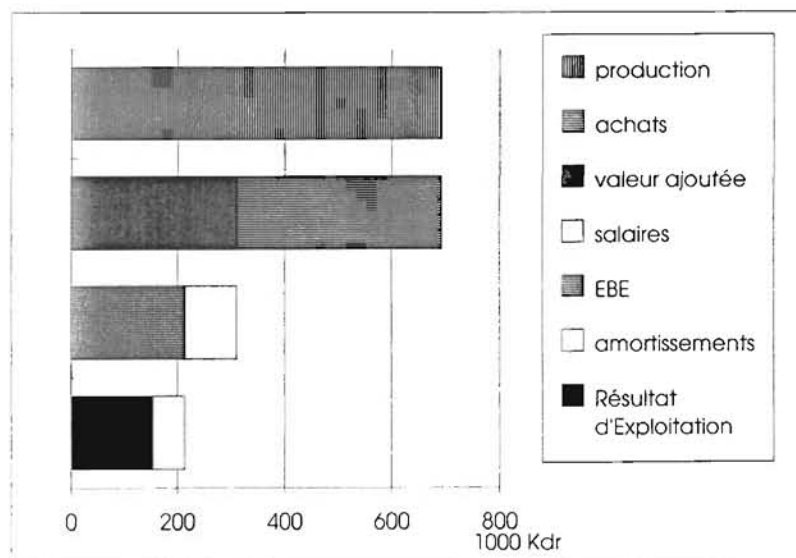 production
achats
valeur ajoutée
salaires
EBE
amortissements
Résultat
d'Exploitation
0 200 400 600 800
1000 Kdr